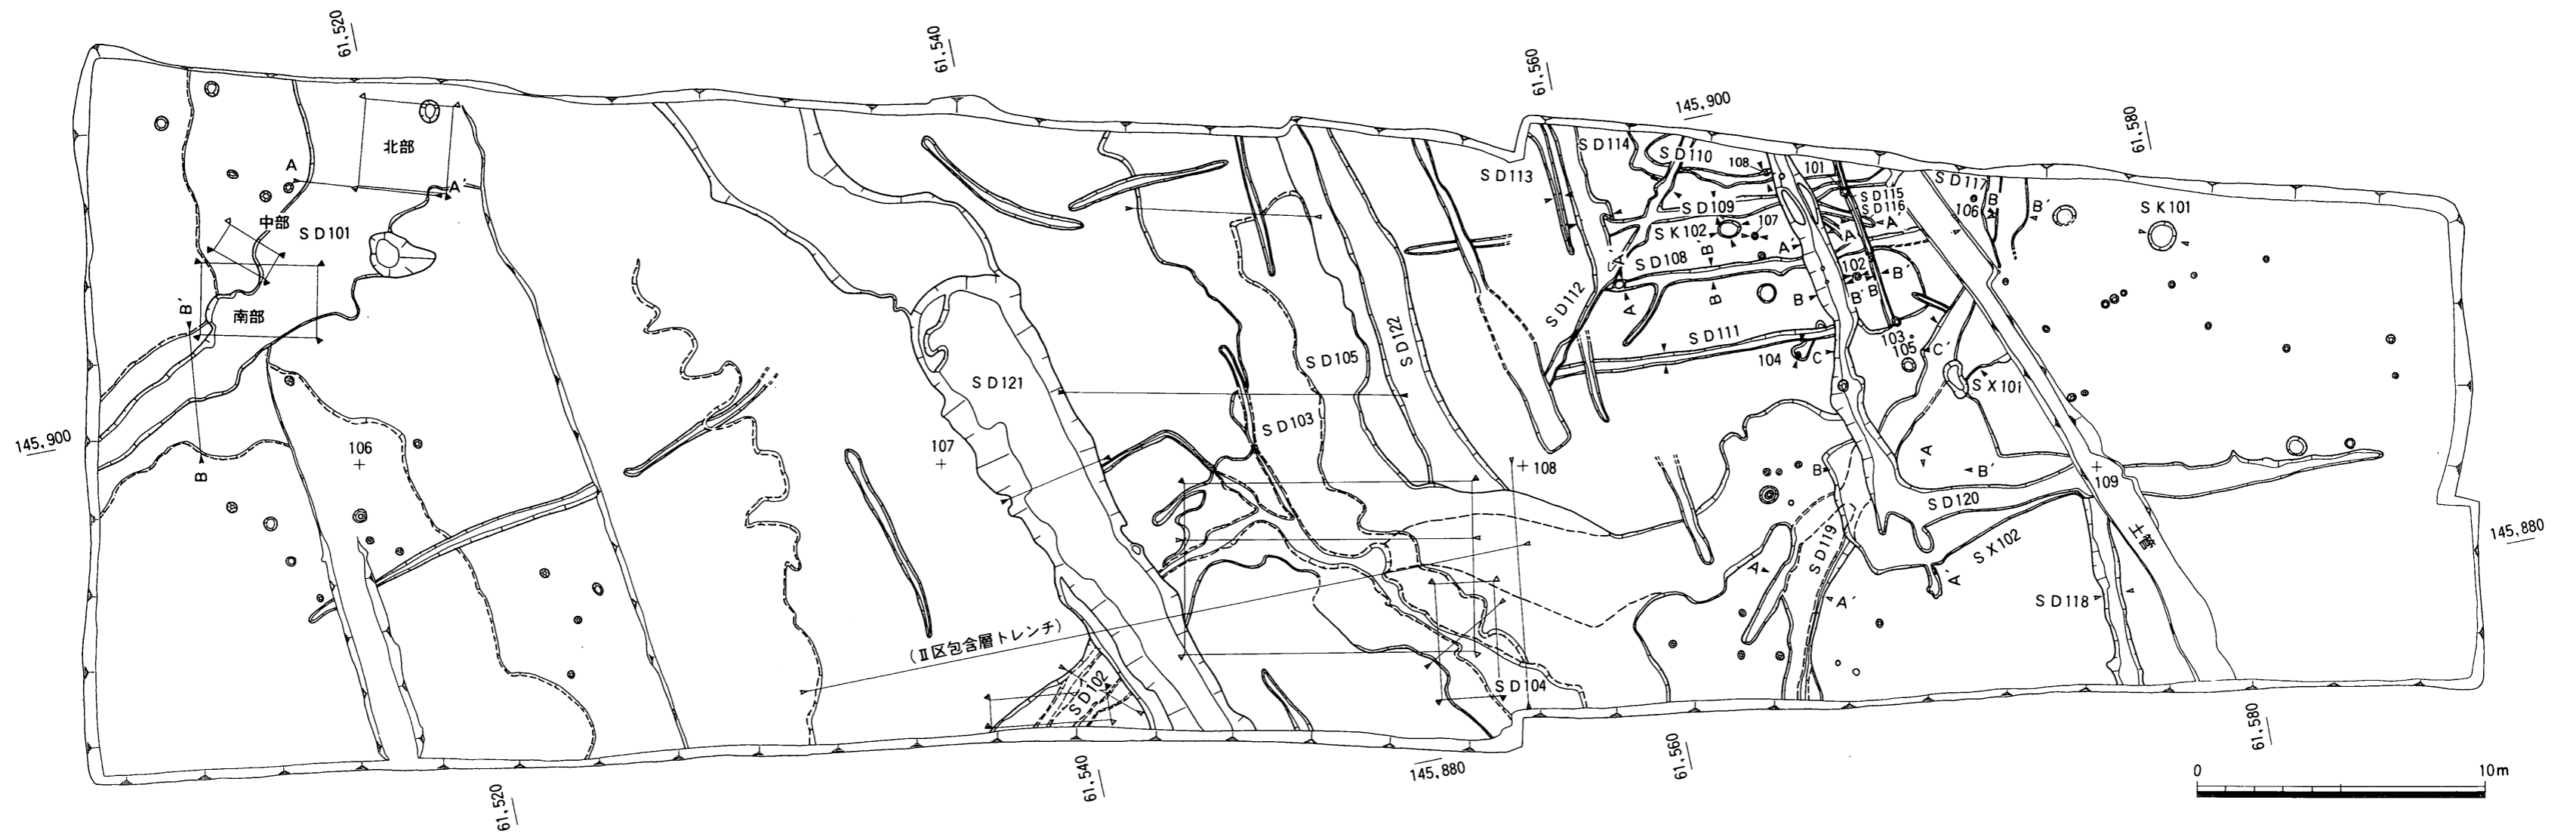 61,520
61,540
61,560
145,900
61,580
北部
A
A′
中部
SD101
B′
南部
145,900
B
106
107
SD121
(Ⅱ区包含層トレンチ)
SD102
SD103
SD105
SD122
SD104
108
SD113
SD114
SD110
108
101
SD115
SD116
SD117
106
B
B′
SK101
SD109
107
SK102
B′
A′
A′
A
A′
SD108
102
B′
B
B′
B
A
B
SD112
SD111
103
105
C′
104
C
SX101
A
B′
B
109
SD120
SD119
SX102
土管
A
A′
A′
SD118
145,880
61,520
61,540
145,880
61,560
61,580
0
10m